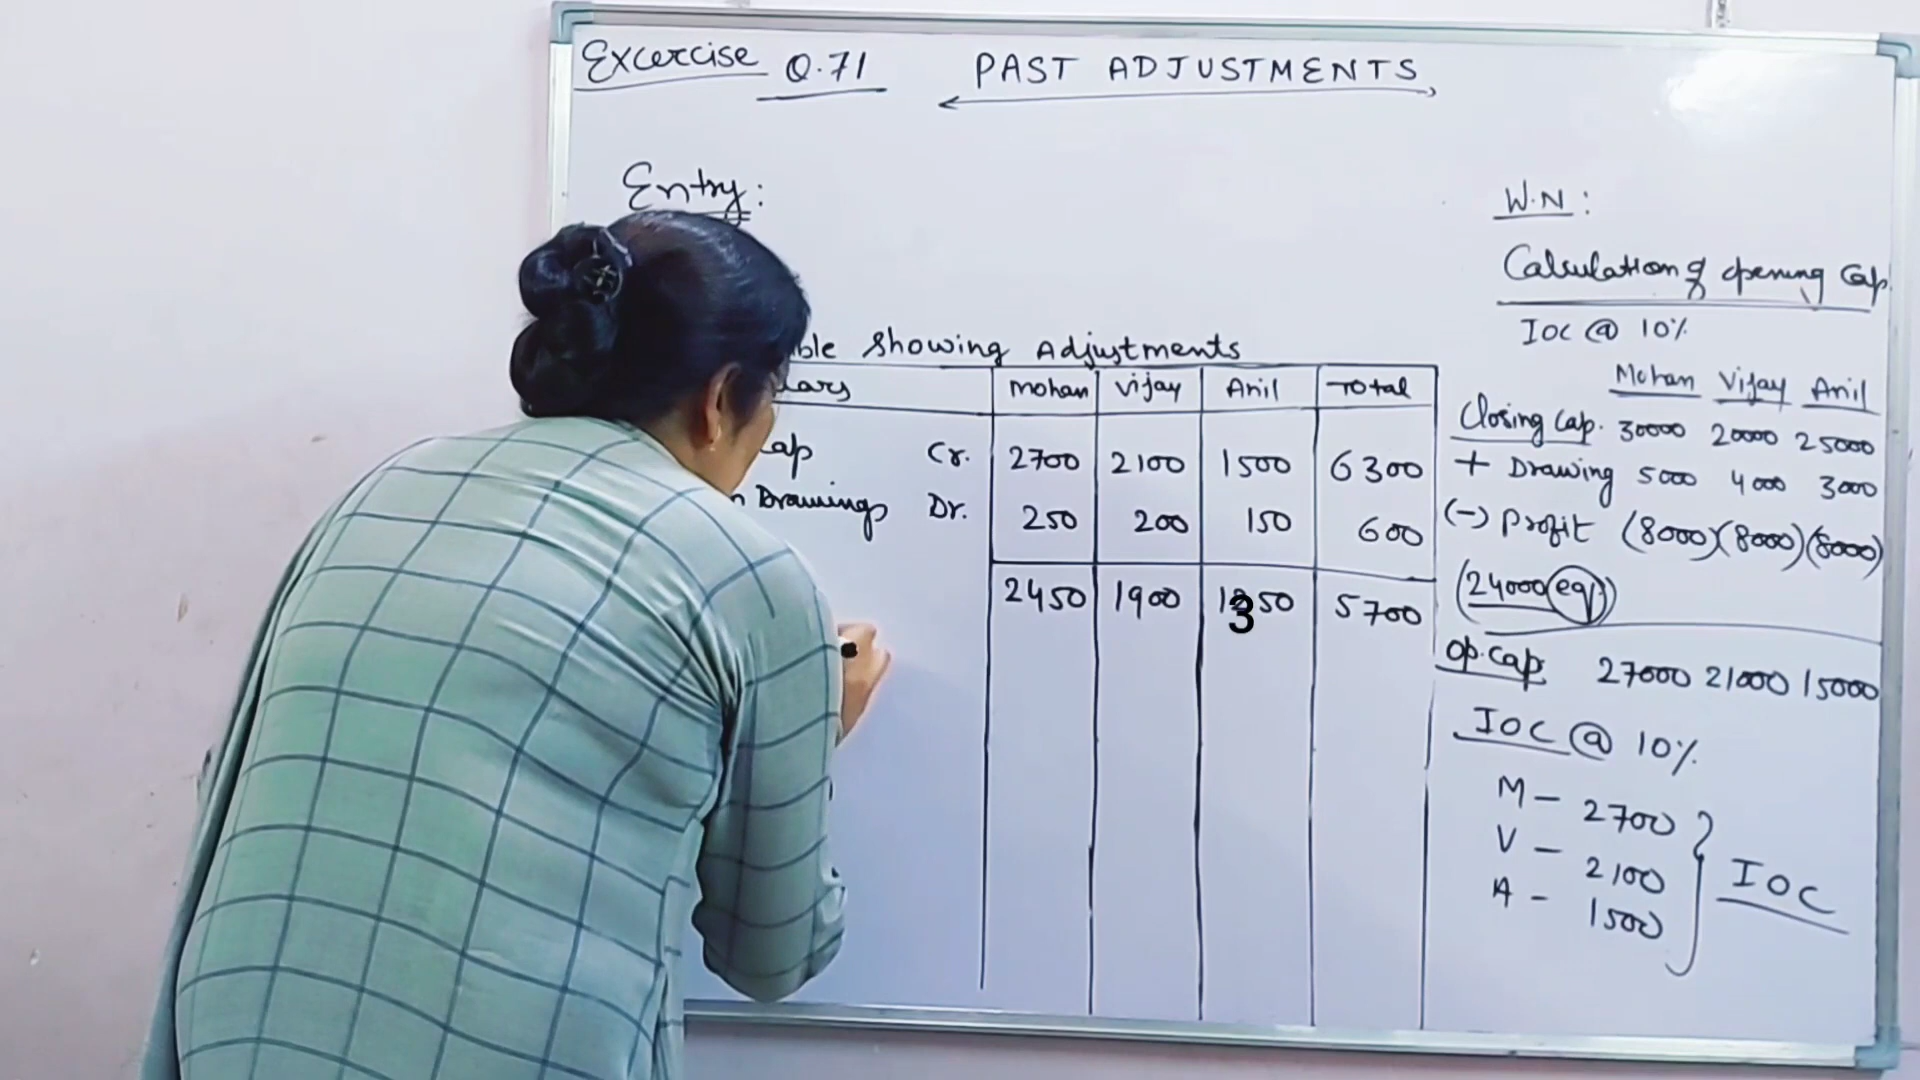 Excercise Q.71 PAST ADJUSTMENTS
Entry:
ble Showing Adjustments
lars Mohan Vijay Anil Total
Cap Cr. 2700 2100 1500 6300
n Drawings Dr. 250 200 150 600
2450 1900 1350 5700
W.N:
Calculation of opening Cap.
IOC @ 10%
Mohan Vijay Anil
Closing Cap. 30000 20000 25000
+ Drawing 5000 4000 3000
(-) Profit (8000)(8000)(8000)
(24000 eq.)
Op.Cap 27000 21000 15000
IOC @ 10%
M - 2700
V - 2100
A - 1500
IOC